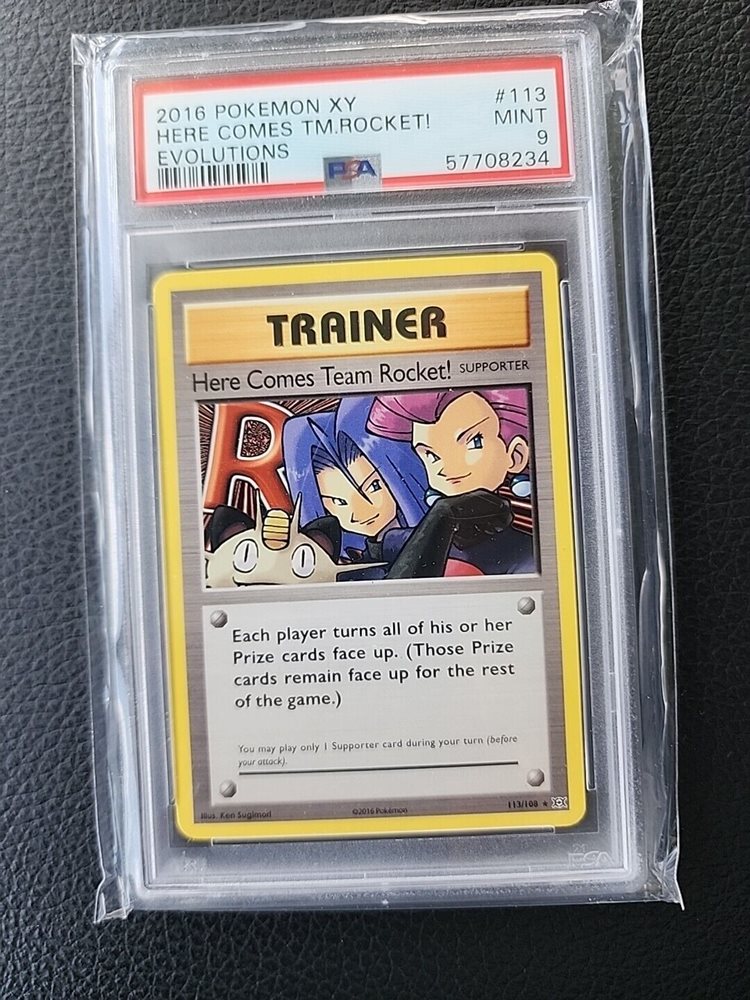 2016 POKEMON XY #113
HERE COMES TM.ROCKET! MINT
EVOLUTIONS 9
PSA 57708234
TRAINER
Here Comes Team Rocket! SUPPORTER
R
Each player turns all of his or her
Prize cards face up. (Those Prize
cards remain face up for the rest
of the game.)
You may play only 1 Supporter card during your turn (before
your attack).
Illus. Ken Sugimori ©2016 Pokémon 113/108 ★
PSA